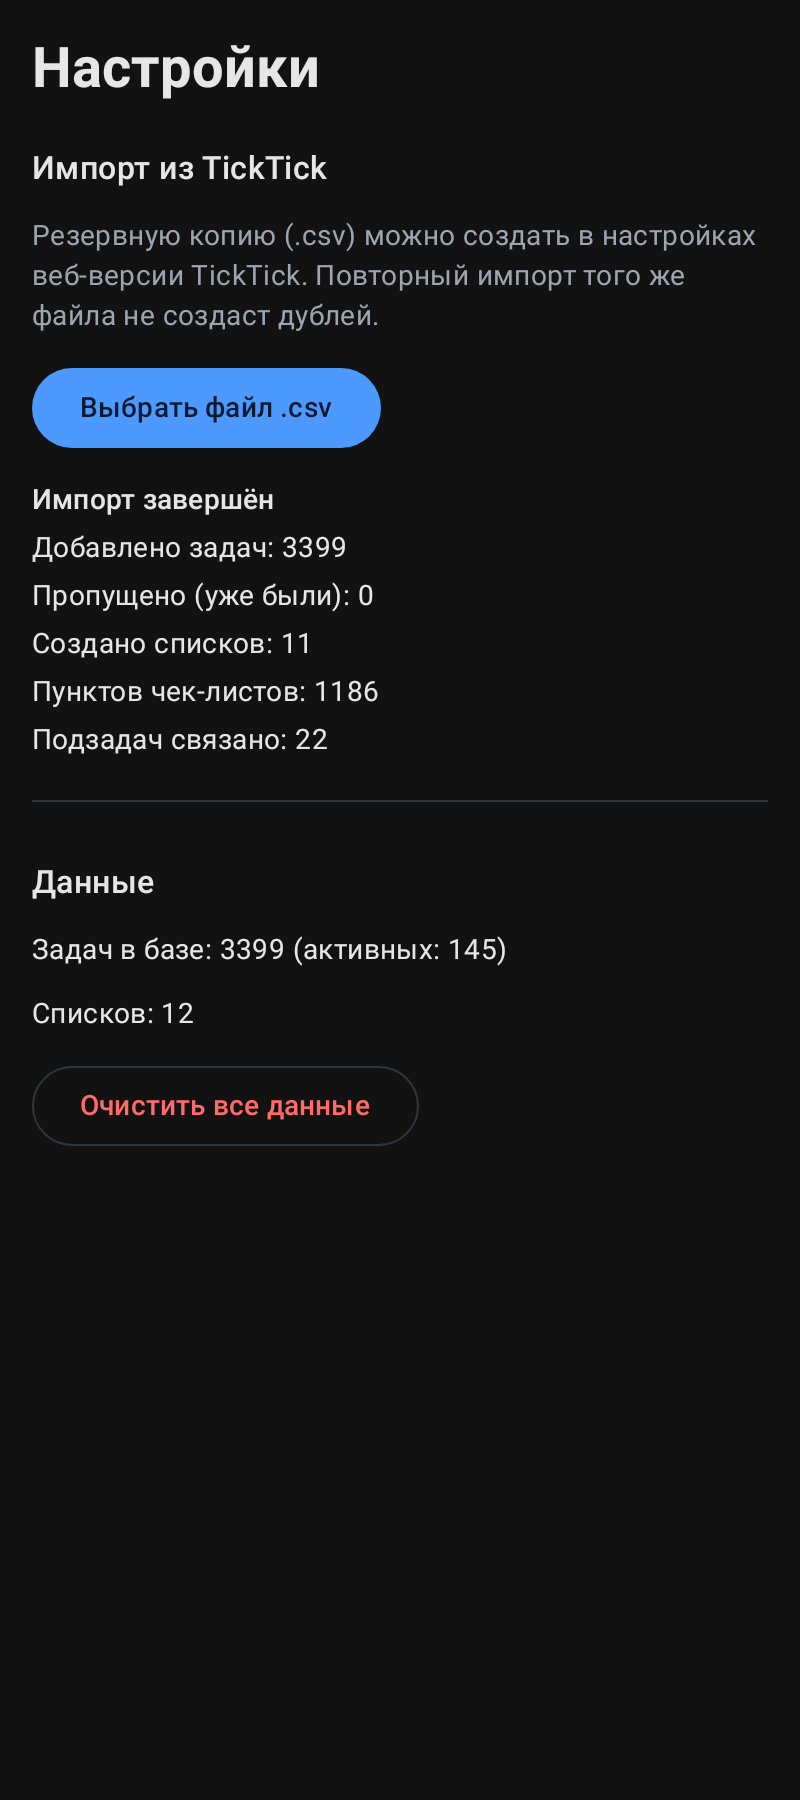 Настройки
Импорт из TickTick
Резервную копию (.csv) можно создать в настройках
веб-версии TickTick. Повторный импорт того же
файла не создаст дублей.
Выбрать файл .csv
Импорт завершён
Добавлено задач: 3399
Пропущено (уже были): 0
Создано списков: 11
Пунктов чек-листов: 1186
Подзадач связано: 22
Данные
Задач в базе: 3399 (активных: 145)
Списков: 12
Очистить все данные